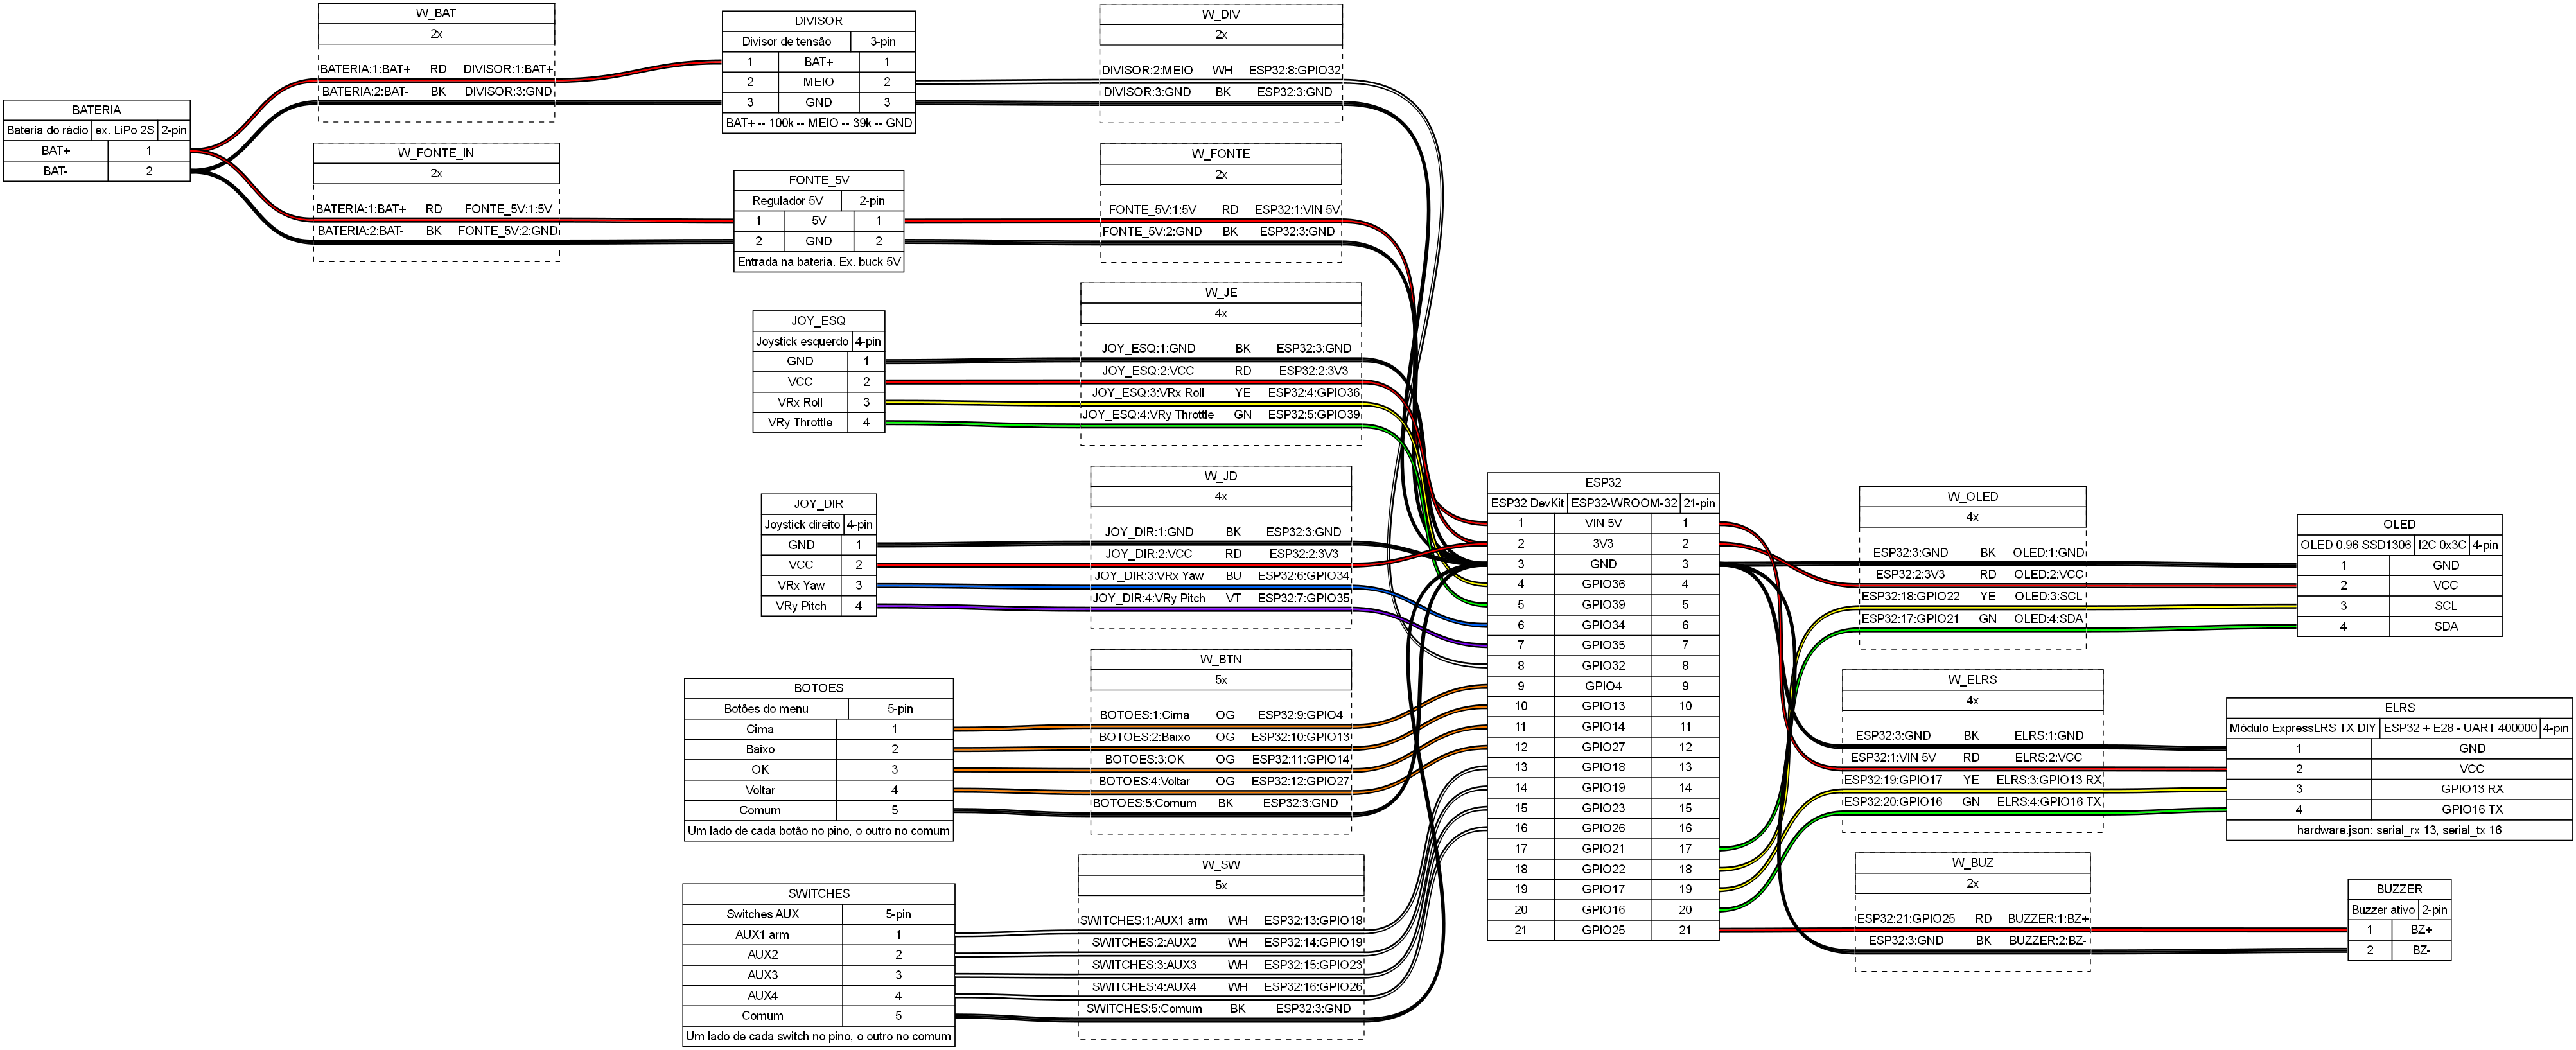 W_BAT
2x
BATERIA:1:BAT+ RD DIVISOR:1:BAT+
BATERIA:2:BAT- BK DIVISOR:3:GND
DIVISOR
Divisor de tensão 3-pin
1 BAT+ 1
2 MEIO 2
3 GND 3
BAT+ -- 100k -- MEIO -- 39k -- GND
W_DIV
2x
DIVISOR:2:MEIO WH ESP32:8:GPIO32
DIVISOR:3:GND BK ESP32:3:GND
BATERIA
Bateria do rádio ex. LiPo 2S 2-pin
BAT+ 1
BAT- 2
W_FONTE_IN
2x
BATERIA:1:BAT+ RD FONTE_5V:1:5V
BATERIA:2:BAT- BK FONTE_5V:2:GND
FONTE_5V
Regulador 5V 2-pin
1 5V 1
2 GND 2
Entrada na bateria. Ex. buck 5V
W_FONTE
2x
FONTE_5V:1:5V RD ESP32:1:VIN 5V
FONTE_5V:2:GND BK ESP32:3:GND
JOY_ESQ
Joystick esquerdo 4-pin
GND 1
VCC 2
VRx Roll 3
VRy Throttle 4
W_JE
4x
JOY_ESQ:1:GND BK ESP32:3:GND
JOY_ESQ:2:VCC RD ESP32:2:3V3
JOY_ESQ:3:VRx Roll YE ESP32:4:GPIO36
JOY_ESQ:4:VRy Throttle GN ESP32:5:GPIO39
JOY_DIR
Joystick direito 4-pin
GND 1
VCC 2
VRx Yaw 3
VRy Pitch 4
W_JD
4x
JOY_DIR:1:GND BK ESP32:3:GND
JOY_DIR:2:VCC RD ESP32:2:3V3
JOY_DIR:3:VRx Yaw BU ESP32:6:GPIO34
JOY_DIR:4:VRy Pitch VT ESP32:7:GPIO35
BOTOES
Botões do menu 5-pin
Cima 1
Baixo 2
OK 3
Voltar 4
Comum 5
Um lado de cada botão no pino, o outro no comum
W_BTN
5x
BOTOES:1:Cima OG ESP32:9:GPIO4
BOTOES:2:Baixo OG ESP32:10:GPIO13
BOTOES:3:OK OG ESP32:11:GPIO14
BOTOES:4:Voltar OG ESP32:12:GPIO27
BOTOES:5:Comum BK ESP32:3:GND
SWITCHES
Switches AUX 5-pin
AUX1 arm 1
AUX2 2
AUX3 3
AUX4 4
Comum 5
Um lado de cada switch no pino, o outro no comum
W_SW
5x
SWITCHES:1:AUX1 arm WH ESP32:13:GPIO18
SWITCHES:2:AUX2 WH ESP32:14:GPIO19
SWITCHES:3:AUX3 WH ESP32:15:GPIO23
SWITCHES:4:AUX4 WH ESP32:16:GPIO26
SWITCHES:5:Comum BK ESP32:3:GND
ESP32
ESP32 DevKit ESP32-WROOM-32 21-pin
1 VIN 5V 1
2 3V3 2
3 GND 3
4 GPIO36 4
5 GPIO39 5
6 GPIO34 6
7 GPIO35 7
8 GPIO32 8
9 GPIO4 9
10 GPIO13 10
11 GPIO14 11
12 GPIO27 12
13 GPIO18 13
14 GPIO19 14
15 GPIO23 15
16 GPIO26 16
17 GPIO21 17
18 GPIO22 18
19 GPIO17 19
20 GPIO16 20
21 GPIO25 21
W_OLED
4x
ESP32:3:GND BK OLED:1:GND
ESP32:2:3V3 RD OLED:2:VCC
ESP32:18:GPIO22 YE OLED:3:SCL
ESP32:17:GPIO21 GN OLED:4:SDA
OLED
OLED 0.96 SSD1306 I2C 0x3C 4-pin
1 GND
2 VCC
3 SCL
4 SDA
W_ELRS
4x
ESP32:3:GND BK ELRS:1:GND
ESP32:1:VIN 5V RD ELRS:2:VCC
ESP32:19:GPIO17 YE ELRS:3:GPIO13 RX
ESP32:20:GPIO16 GN ELRS:4:GPIO16 TX
ELRS
Módulo ExpressLRS TX DIY ESP32 + E28 - UART 400000 4-pin
1 GND
2 VCC
3 GPIO13 RX
4 GPIO16 TX
hardware.json: serial_rx 13, serial_tx 16
W_BUZ
2x
ESP32:21:GPIO25 RD BUZZER:1:BZ+
ESP32:3:GND BK BUZZER:2:BZ-
BUZZER
Buzzer ativo 2-pin
1 BZ+
2 BZ-